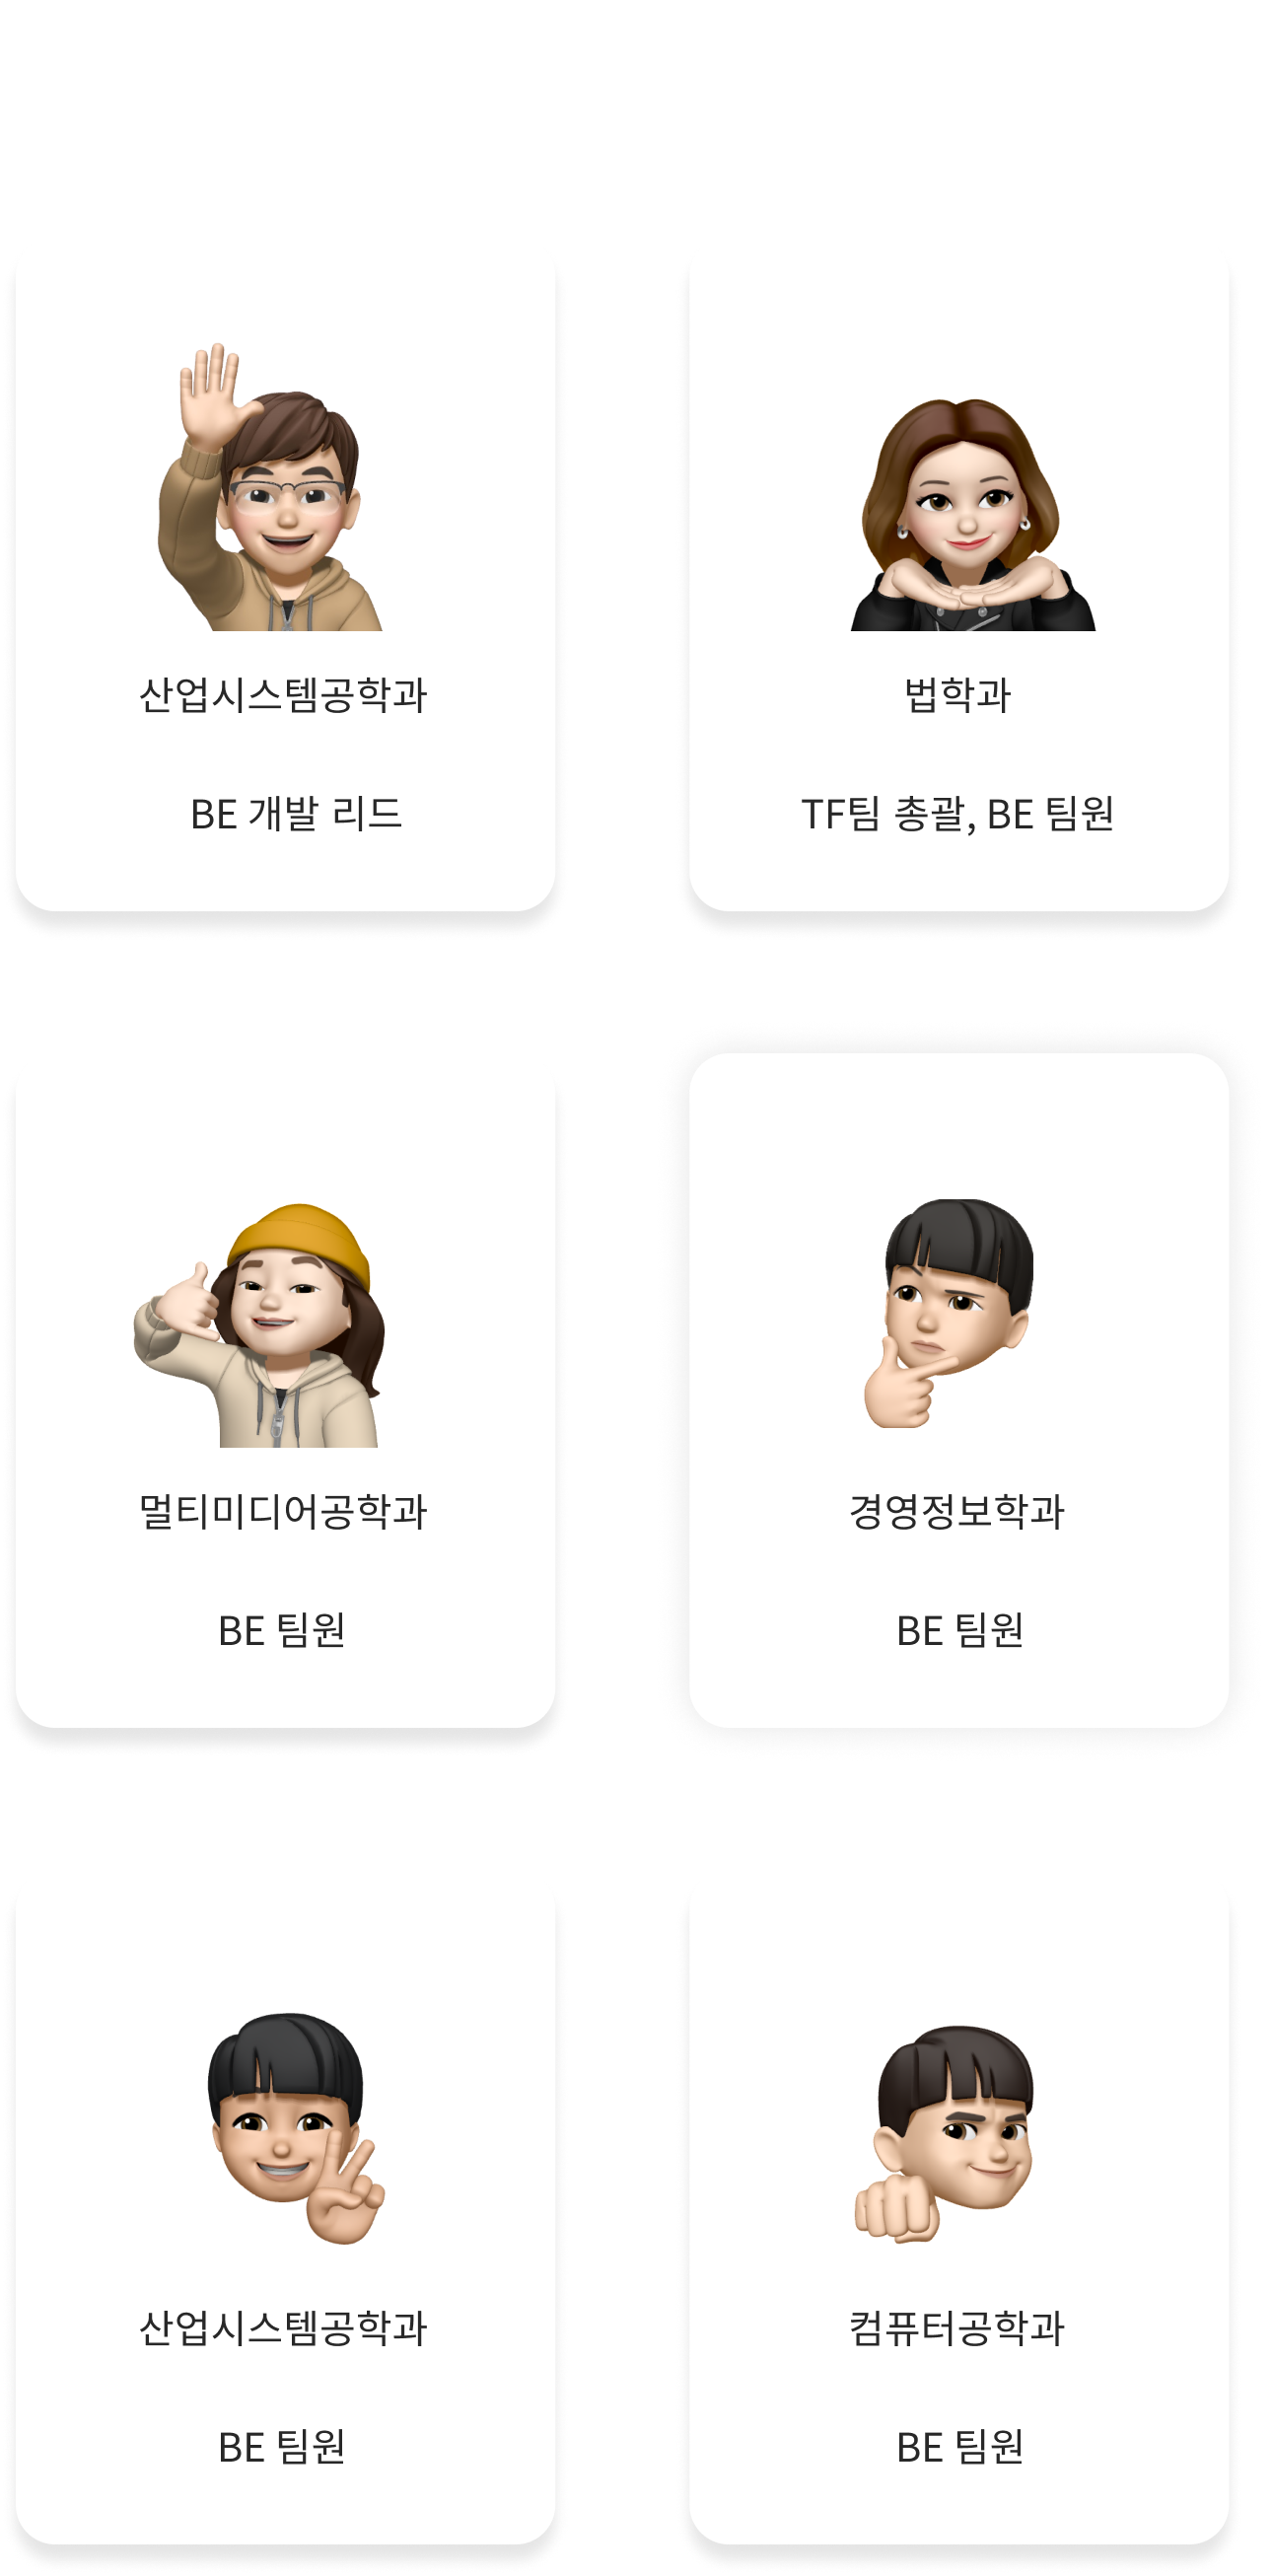 산업시스템공학과
BE 개발 리드
법학과
TF팀 총괄, BE 팀원
멀티미디어공학과
BE 팀원
경영정보학과
BE 팀원
산업시스템공학과
BE 팀원
컴퓨터공학과
BE 팀원